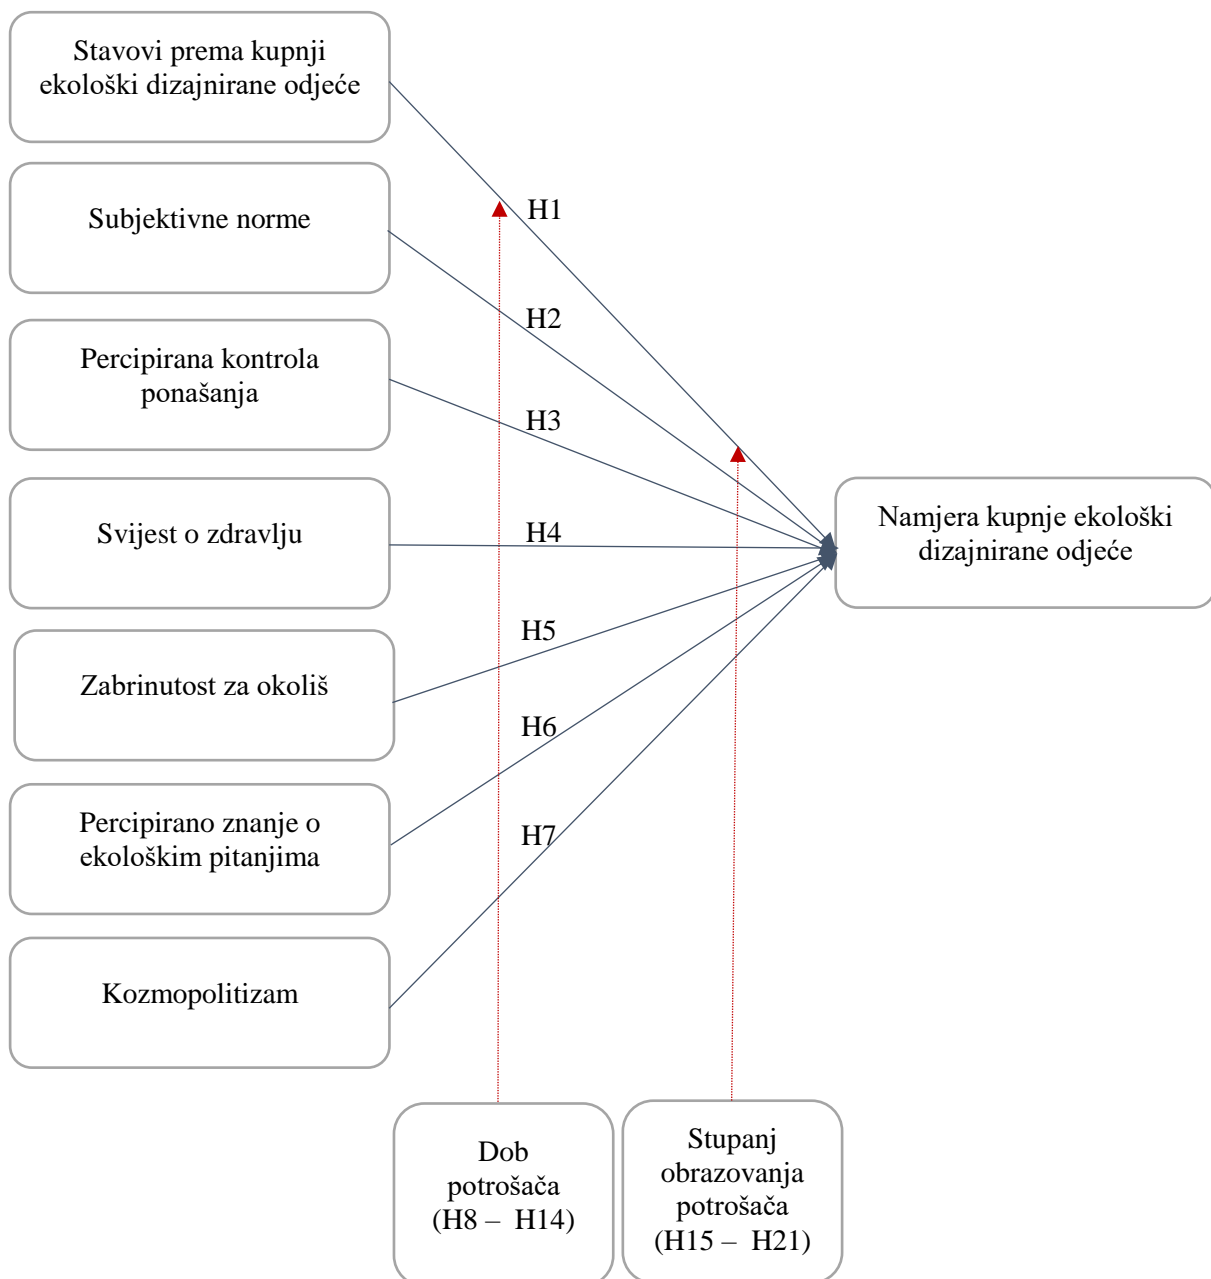 Stavovi prema kupnji
ekološki dizajnirane odjeće
H1
Subjektivne norme
H2
Percipirana kontrola
ponašanja
H3
Svijest o zdravlju
H4
Namjera kupnje ekološki
dizajnirane odjeće
Zabrinutost za okoliš
H5
Percipirano znanje o
ekološkim pitanjima
H6
H7
Kozmopolitizam
Dob
potrošača
(H8 – H14)
Stupanj
obrazovanja
potrošača
(H15 – H21)